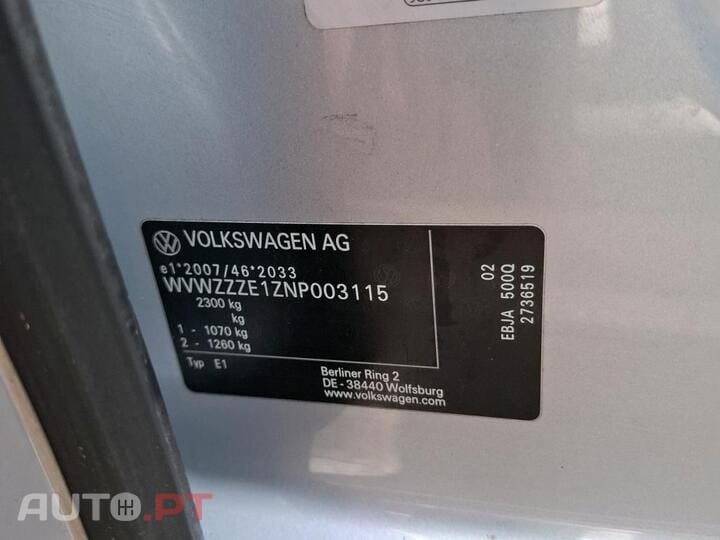 VOLKSWAGEN AG
e1*2007/46*2033
WVWZZZE1ZNP003115
2300 kg
kg
1 - 1070 kg
2 - 1260 kg
Typ E1
Berliner Ring 2
DE - 38440 Wolfsburg
www.volkswagen.com
02
EBJA 500Q
2736519
AUTO.PT